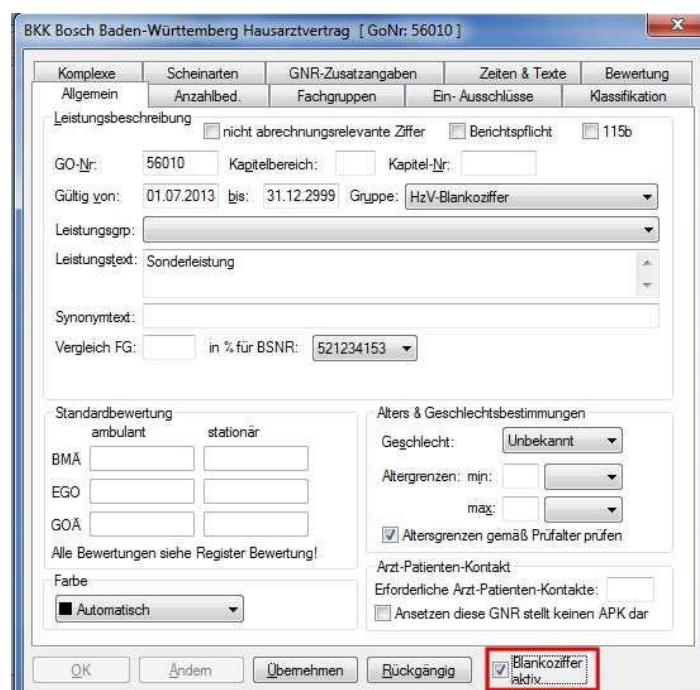 BKK Bosch Baden-Württemberg Hausarztvertrag [ GoNr: 56010 ]
Komplexe Scheinarten GNR-Zusatzangaben Zeiten & Texte Bewertung
Allgemein Anzahlbed. Fachgruppen Ein- Ausschlüsse Klassifikation
Leistungsbeschreibung
nicht abrechnungsrelevante Ziffer Berichtspflicht 115b
GO-Nr: 56010 Kapitelbereich: Kapitel-Nr:
Gültig von: 01.07.2013 bis: 31.12.2999 Gruppe: HzV-Blankoziffer
Leistungsgrp:
Leistungstext: Sonderleistung
Synonymtext:
Vergleich FG: in % für BSNR: 521234153
Standardbewertung
ambulant stationär
BMÄ
EGO
GOÄ
Alle Bewertungen siehe Register Bewertung!
Farbe
Automatisch
Alters & Geschlechtsbestimmungen
Geschlecht: Unbekannt
Altergrenzen: min:
max:
Altersgrenzen gemäß Prüfalter prüfen
Arzt-Patienten-Kontakt
Erforderliche Arzt-Patienten-Kontakte:
Ansetzen diese GNR stellt keinen APK dar
OK Ändern Übernehmen Rückgängig Blankoziffer
aktiv......